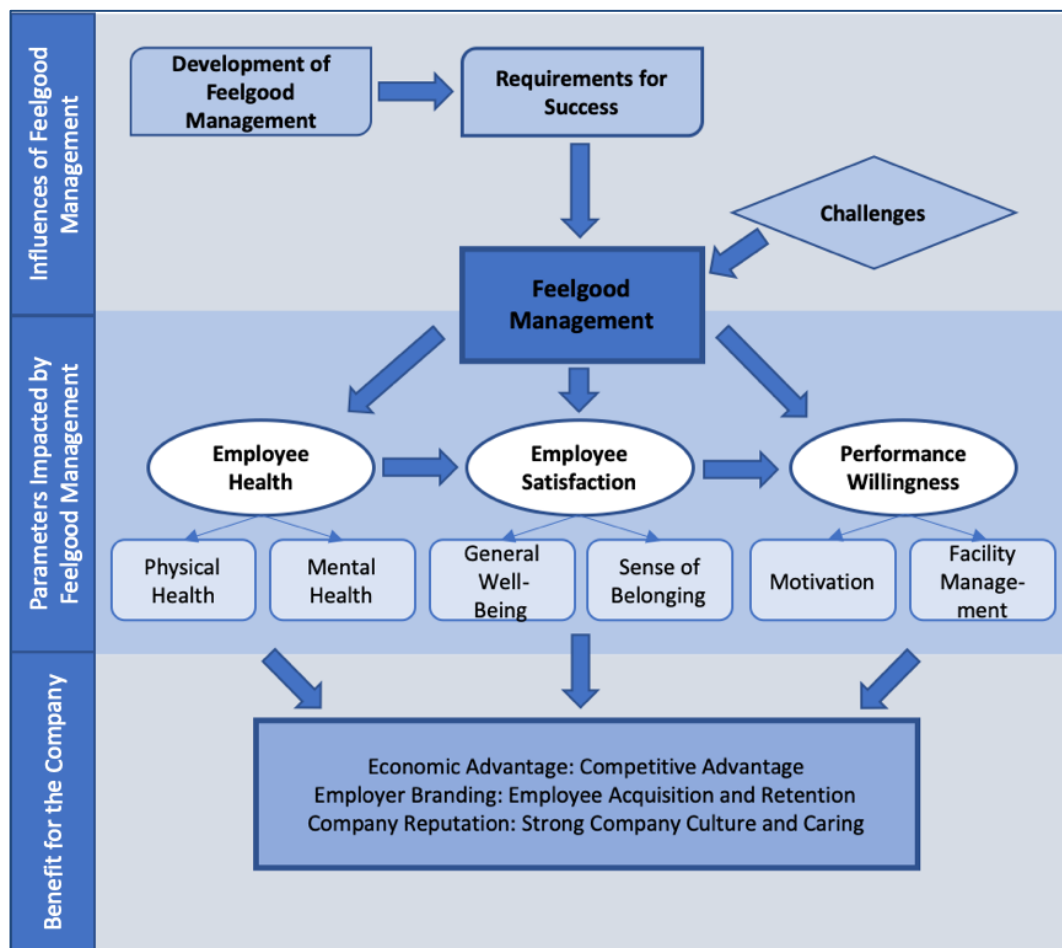 Influences of Feelgood
Management
Development of
Feelgood
Management
Requirements for
Success
Challenges
Feelgood
Management
Parameters Impacted by
Feelgood Management
Employee
Health
Employee
Satisfaction
Performance
Willingness
Physical
Health
Mental
Health
General
Well-
Being
Sense of
Belonging
Motivation
Facility
Manage-
ment
Benefit for the Company
Economic Advantage: Competitive Advantage
Employer Branding: Employee Acquisition and Retention
Company Reputation: Strong Company Culture and Caring